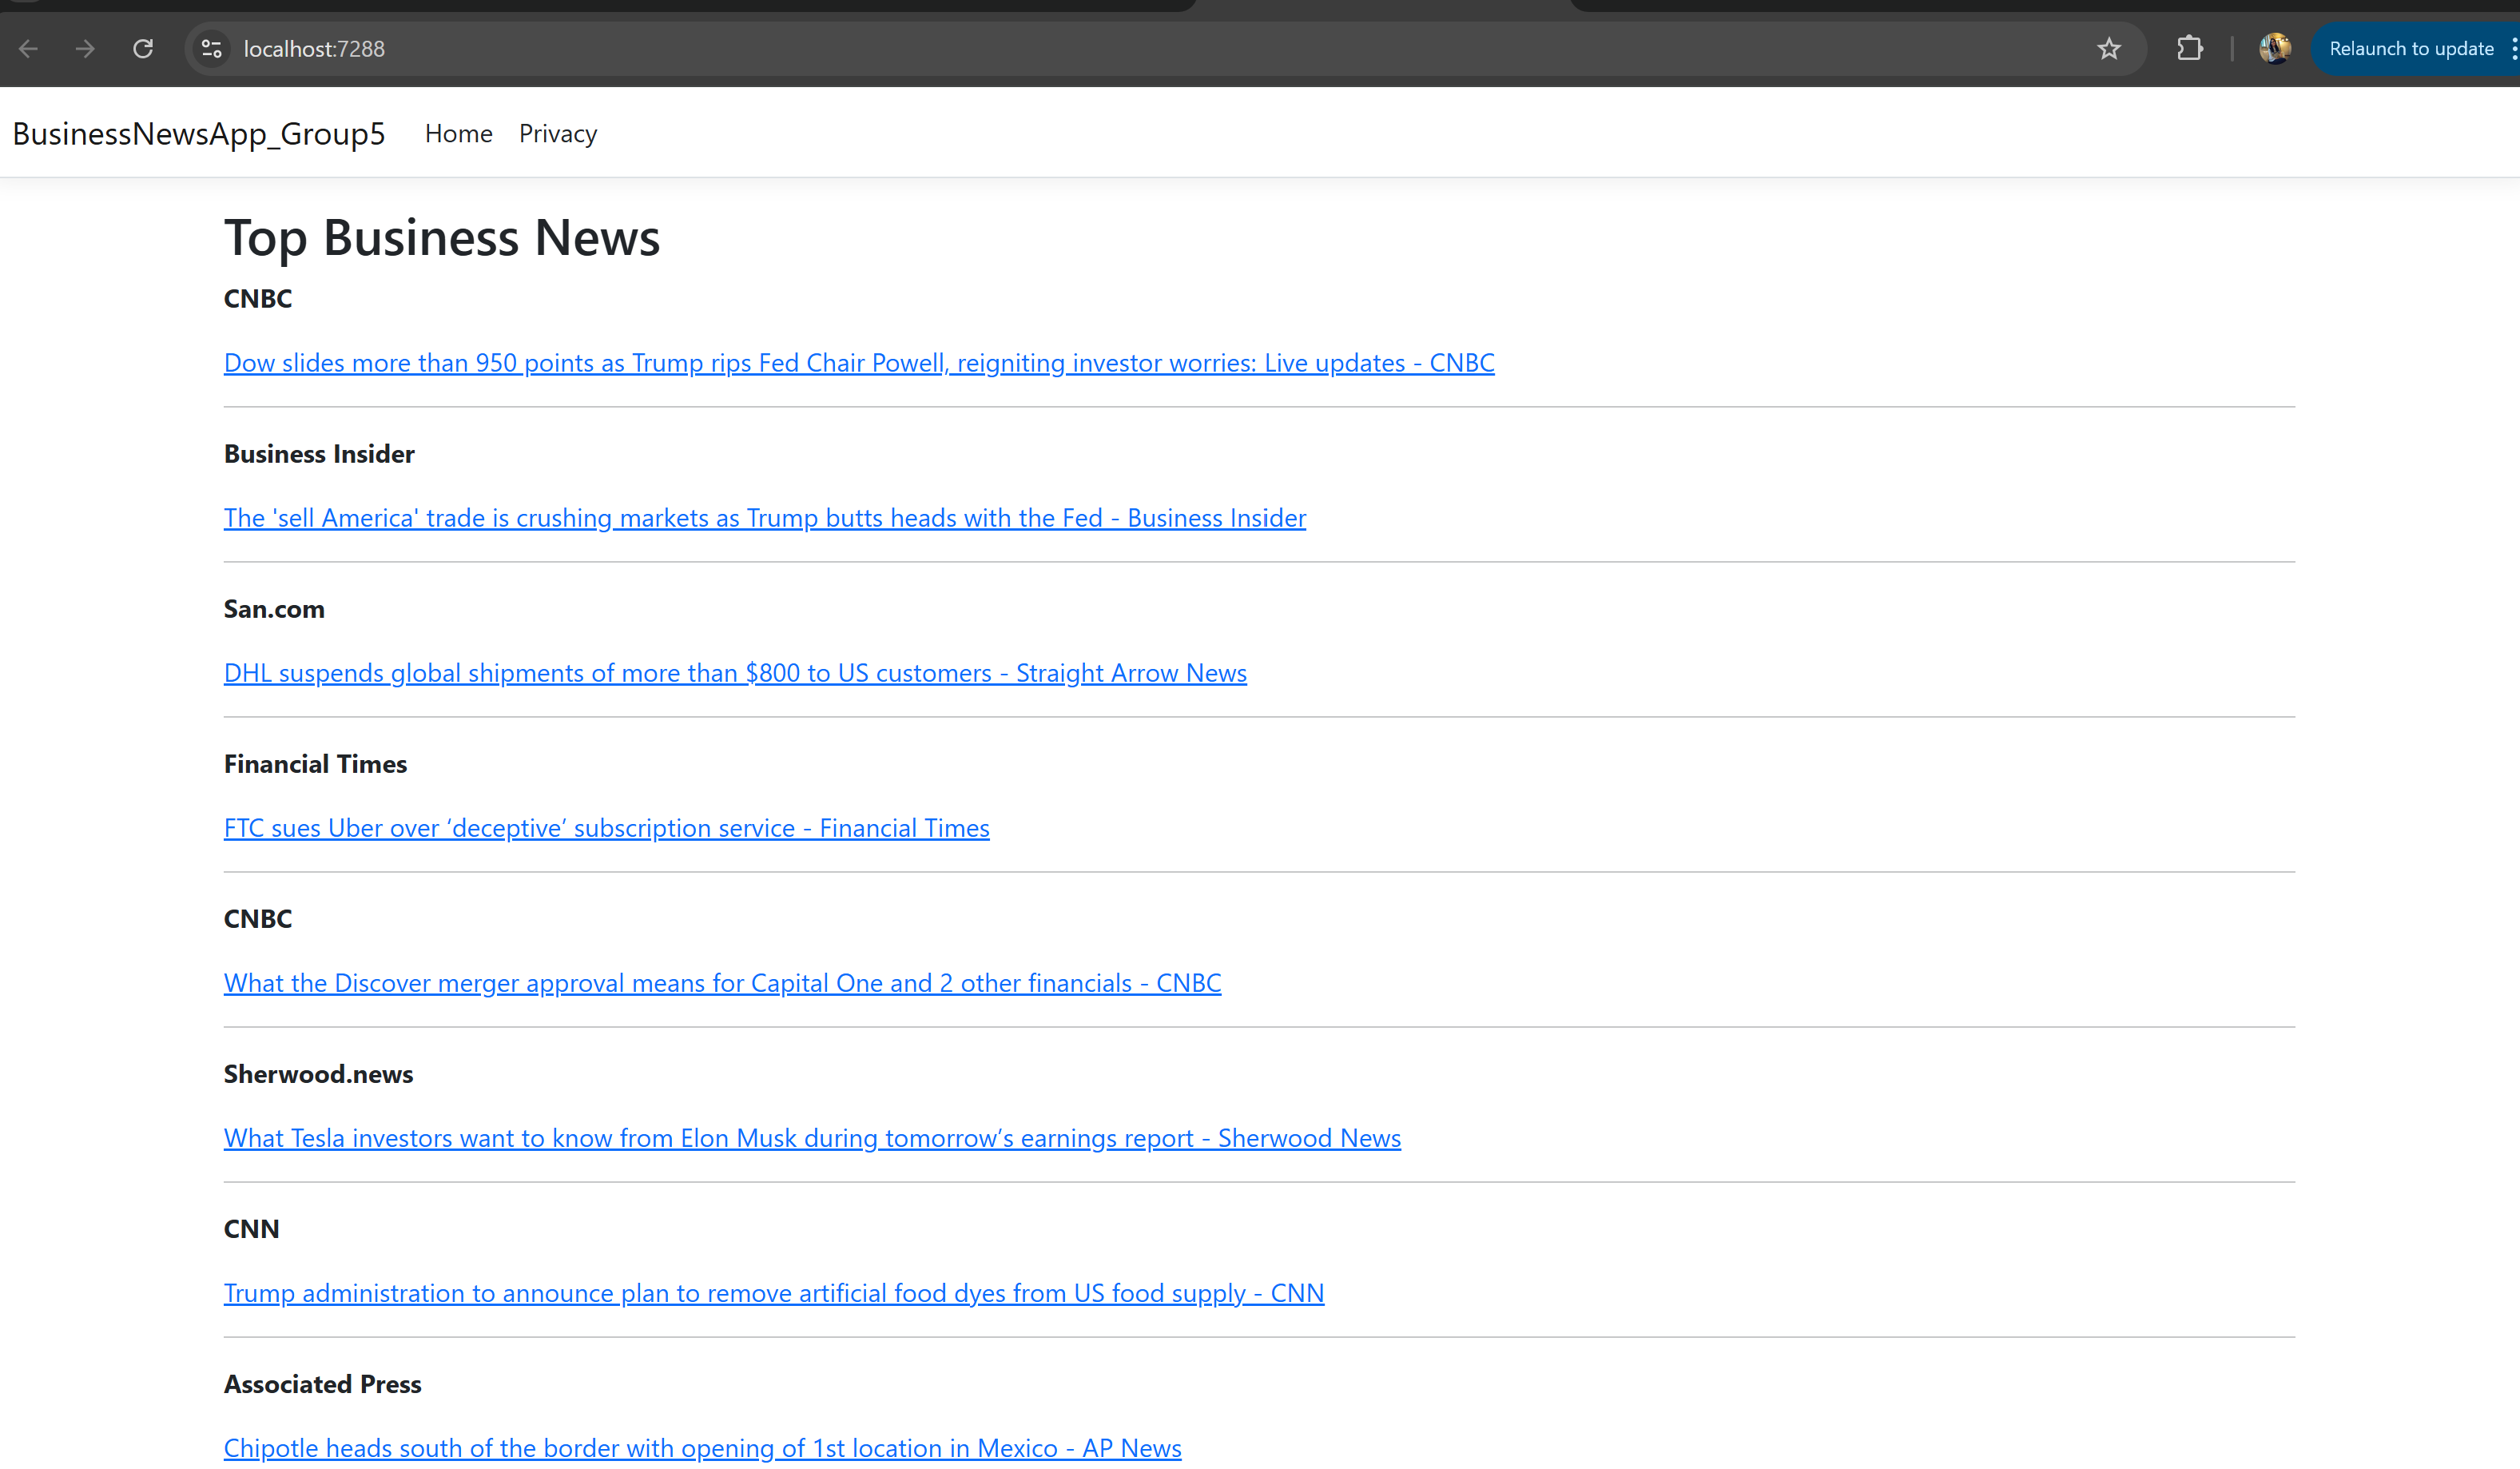 localhost:7288
Relaunch to update
BusinessNewsApp_Group5 Home Privacy
Top Business News
CNBC
Dow slides more than 950 points as Trump rips Fed Chair Powell, reigniting investor worries: Live updates - CNBC
Business Insider
The 'sell America' trade is crushing markets as Trump butts heads with the Fed - Business Insider
San.com
DHL suspends global shipments of more than $800 to US customers - Straight Arrow News
Financial Times
FTC sues Uber over ‘deceptive’ subscription service - Financial Times
CNBC
What the Discover merger approval means for Capital One and 2 other financials - CNBC
Sherwood.news
What Tesla investors want to know from Elon Musk during tomorrow’s earnings report - Sherwood News
CNN
Trump administration to announce plan to remove artificial food dyes from US food supply - CNN
Associated Press
Chipotle heads south of the border with opening of 1st location in Mexico - AP News